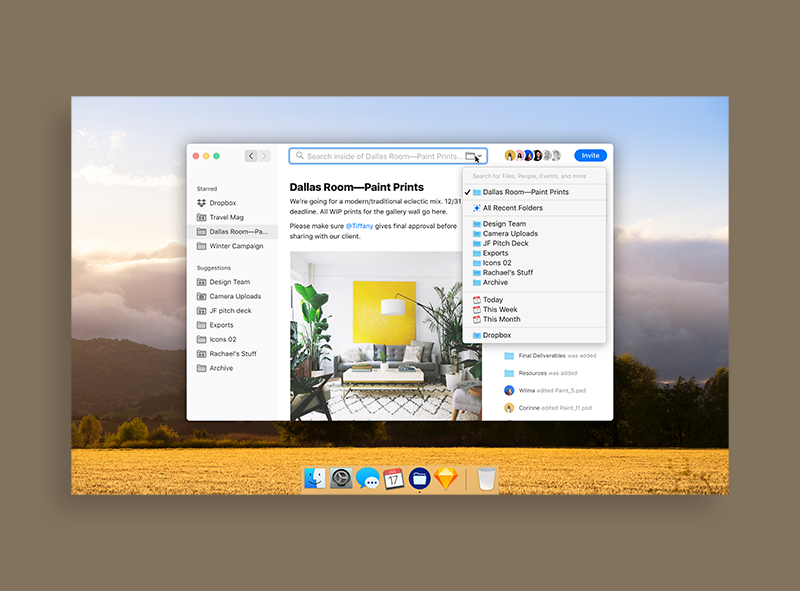 Search inside of Dallas Room—Paint Prints...
Invite
Starred
Dropbox
Travel Mag
Dallas Room—Pa...
Winter Campaign
Suggestions
Design Team
Camera Uploads
JF pitch deck
Exports
Icons 02
Rachael's Stuff
Archive
Dallas Room—Paint Prints
We're going for a modern/traditional eclectic mix. 12/31
deadline. All WIP prints for the gallery wall go here.
Please make sure @Tiffany gives final approval before
sharing with our client.
Search for Files, People, Events, and more
Dallas Room—Paint Prints
All Recent Folders
Design Team
Camera Uploads
JF Pitch Deck
Exports
Icons 02
Rachael's Stuff
Archive
Today
This Week
This Month
Dropbox
Final Deliverables was added
Resources was added
Wilma edited Paint_5.psd
Corinne edited Paint_11.psd
17